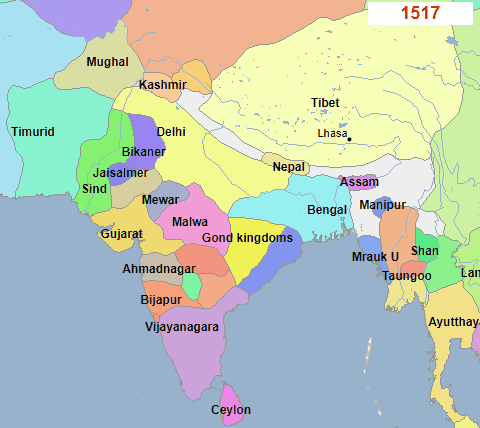 1517
Mughal
Kashmir
Tibet
Timurid
Delhi
Lhasa
Bikaner
Nepal
Jaisalmer
Assam
Sind
Mewar
Manipur
Bengal
Malwa
Gujarat
Gond kingdoms
Shan
Mrauk U
Ahmadnagar
Taungoo
Lan
Bijapur
Ayutthay
Vijayanagara
Ceylon